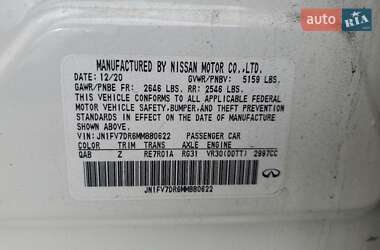 AUTO RIA
MANUFACTURED BY NISSAN MOTOR CO.,LTD.
DATE: 12/20 GVWR/PNBV: 5159 LBS.
GAWR/PNBE FR: 2646 LBS. RR: 2546 LBS.
THIS VEHICLE CONFORMS TO ALL APPLICABLE FEDERAL
MOTOR VEHICLE SAFETY,BUMPER,AND THEFT PREVENTION
STANDARDS IN EFFECT ON THE DATE OF MANUFACTURE
SHOWN ABOVE.
VIN: JN1FV7DR6MM880622 PASSENGER CAR
COLOR TRIM TRANS AXLE ENGINE
QAB Z RE7R01A RG31 VR30(DDTT) 2997CC
JN1FV7DR6MM880622